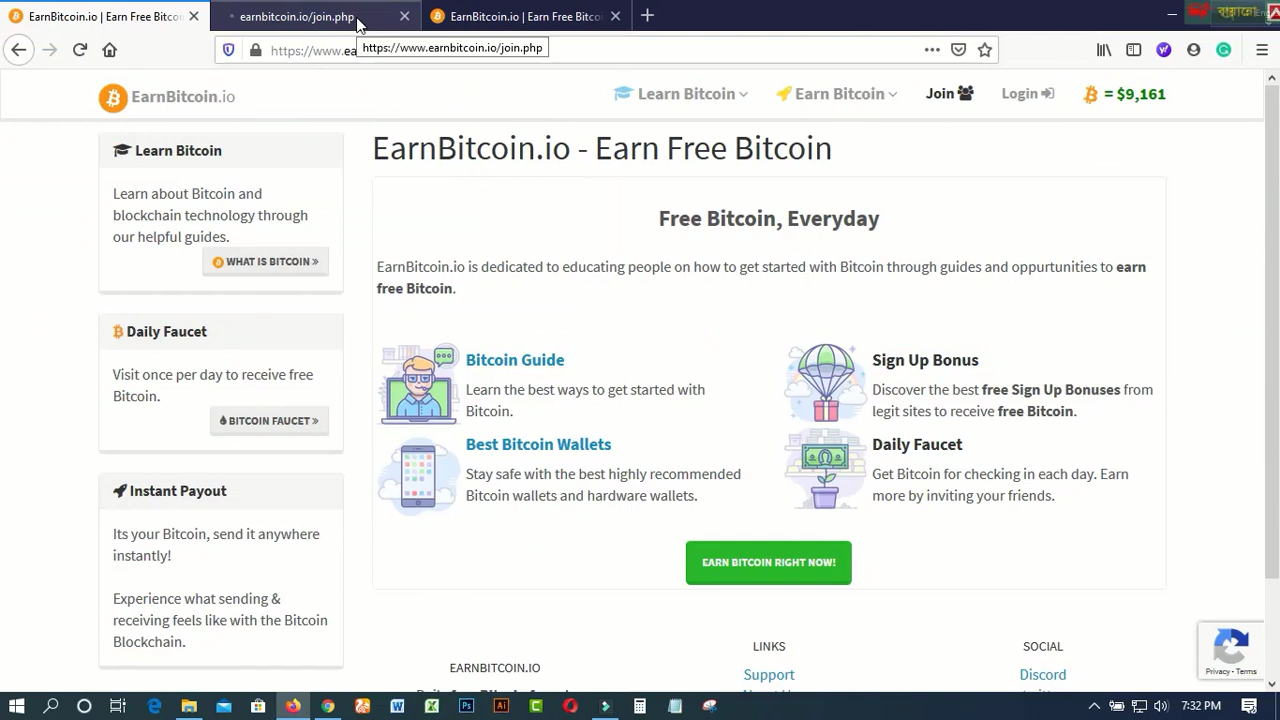 EarnBitcoin.io | Earn Free Bitcoin
earnbitcoin.io/join.php
EarnBitcoin.io | Earn Free Bitcoin
https://www.ea
https://www.earnbitcoin.io/join.php
EarnBitcoin.io
Learn Bitcoin
Earn Bitcoin
Join
Login
= $9,161
Learn Bitcoin
Learn about Bitcoin and
blockchain technology through
our helpful guides.
WHAT IS BITCOIN »
Daily Faucet
Visit once per day to receive free
Bitcoin.
BITCOIN FAUCET »
Instant Payout
Its your Bitcoin, send it anywhere
instantly!
Experience what sending &
receiving feels like with the Bitcoin
Blockchain.
EarnBitcoin.io - Earn Free Bitcoin
Free Bitcoin, Everyday
EarnBitcoin.io is dedicated to educating people on how to get started with Bitcoin through guides and oppurtunities to earn
free Bitcoin.
Bitcoin Guide
Learn the best ways to get started with
Bitcoin.
Sign Up Bonus
Discover the best free Sign Up Bonuses from
legit sites to receive free Bitcoin.
Best Bitcoin Wallets
Stay safe with the best highly recommended
Bitcoin wallets and hardware wallets.
Daily Faucet
Get Bitcoin for checking in each day. Earn
more by inviting your friends.
EARN BITCOIN RIGHT NOW!
EARNBITCOIN.IO
LINKS
Support
SOCIAL
Discord
Privacy - Terms
7:32 PM